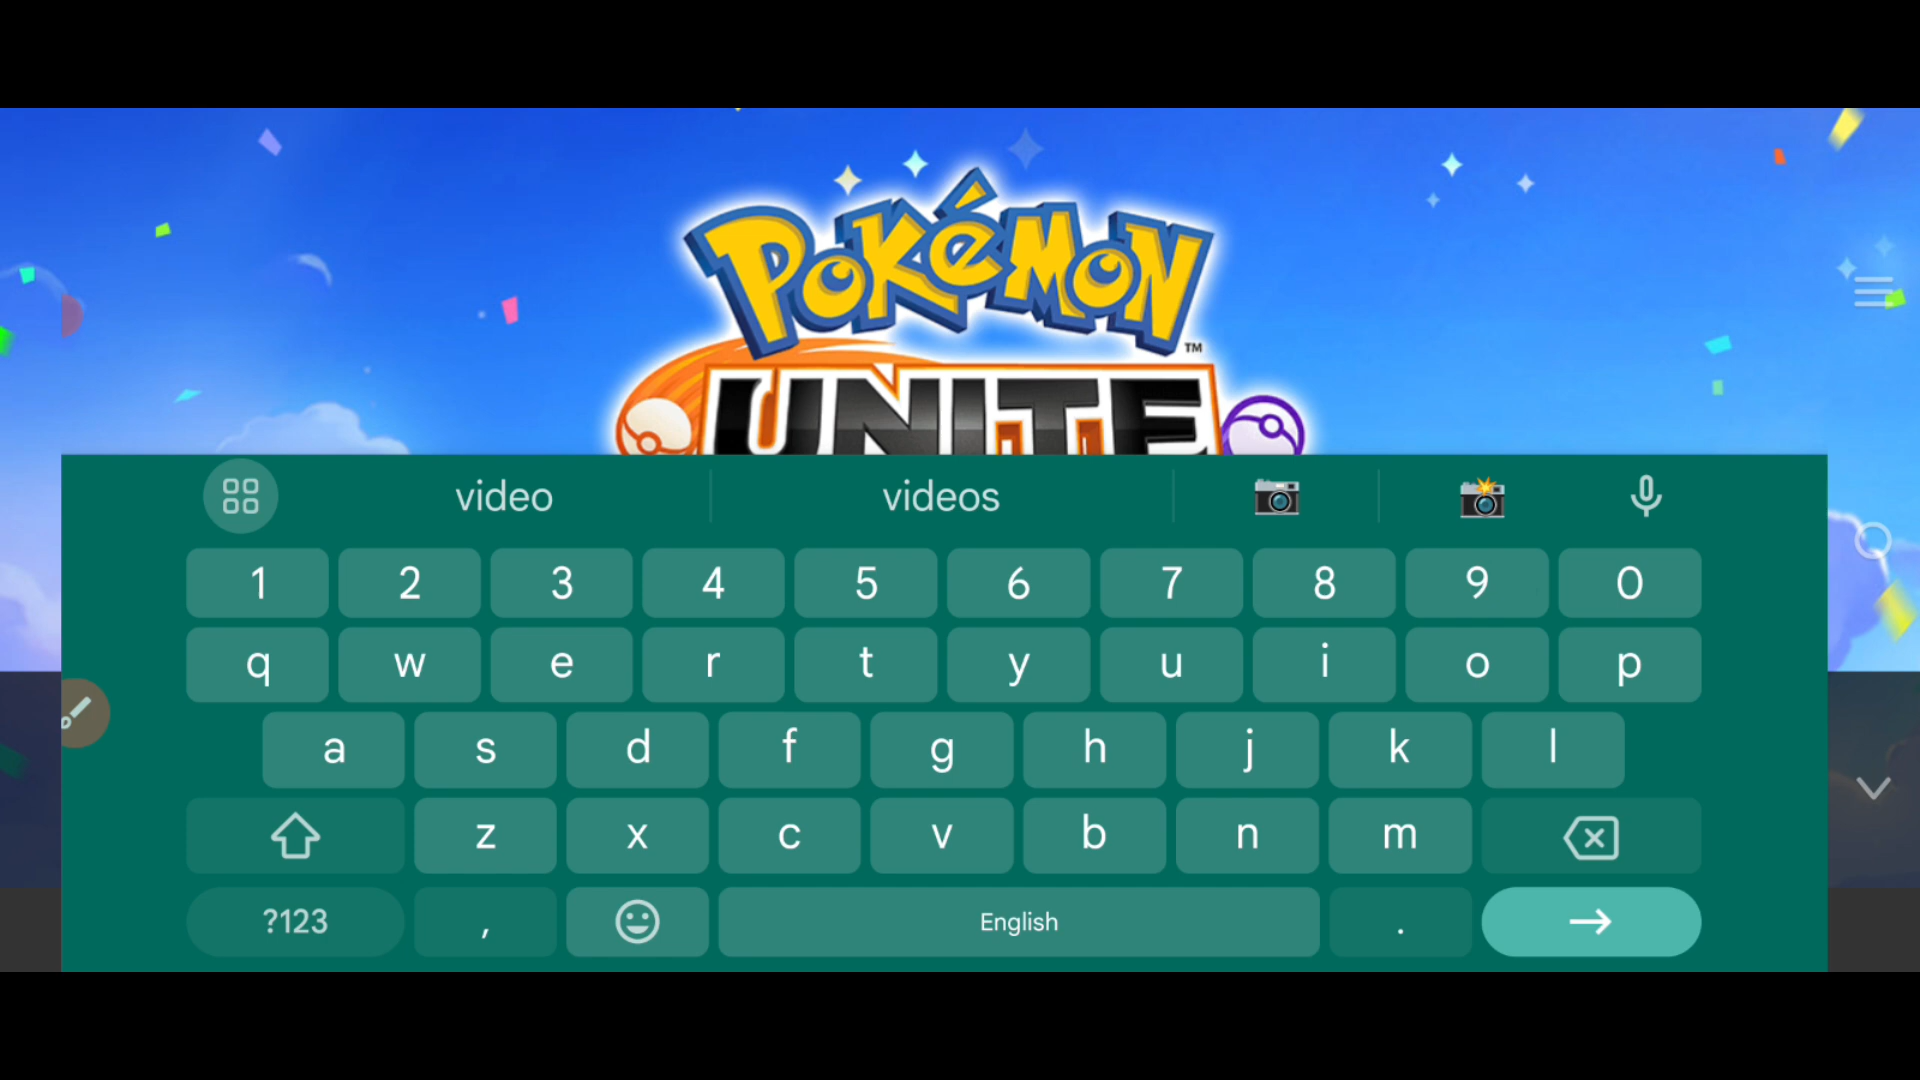 POKéMON
TM
UNITE
video videos
1 2 3 4 5 6 7 8 9 0
q w e r t y u i o p
a s d f g h j k l
z x c v b n m
?123 , English .